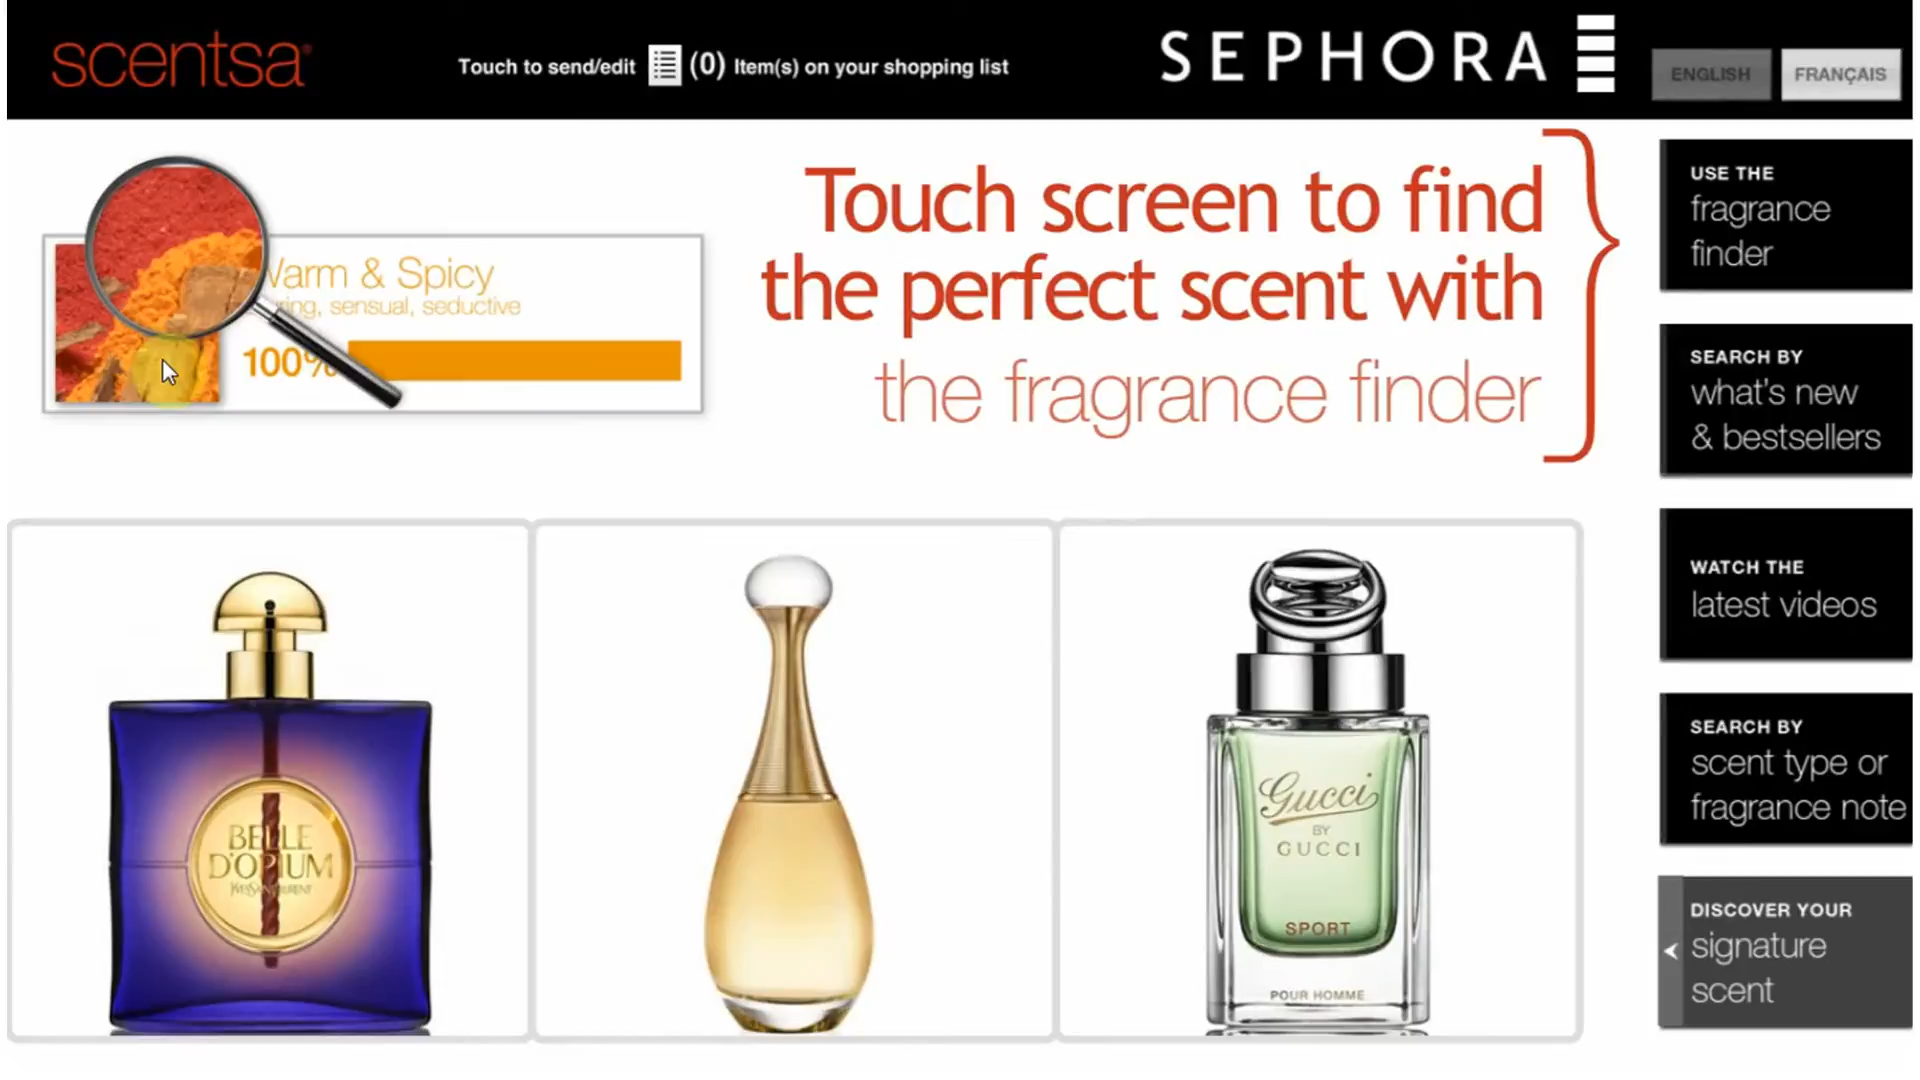 scentsa
Touch to send/edit (0) Item(s) on your shopping list
SEPHORA
ENGLISH
FRANÇAIS
Warm & Spicy
sensual, seductive
100%
Touch screen to find
the perfect scent with
the fragrance finder
USE THE
fragrance
finder
SEARCH BY
what's new
& bestsellers
WATCH THE
latest videos
SEARCH BY
scent type or
fragrance note
DISCOVER YOUR
signature
scent
BELLE
D'OPIUM
YVESSAINTLAURENT
Gucci
BY
GUCCI
SPORT
POUR HOMME